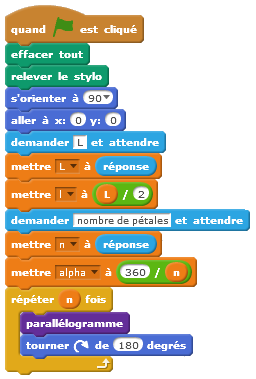 quand est cliqué
effacer tout
relever le stylo
s'orienter à 90
aller à x: 0 y: 0
demander L et attendre
mettre L à réponse
mettre l à L / 2
demander nombre de pétales et attendre
mettre n à réponse
mettre alpha à 360 / n
répéter n fois
parallélogramme
tourner de 180 degrés